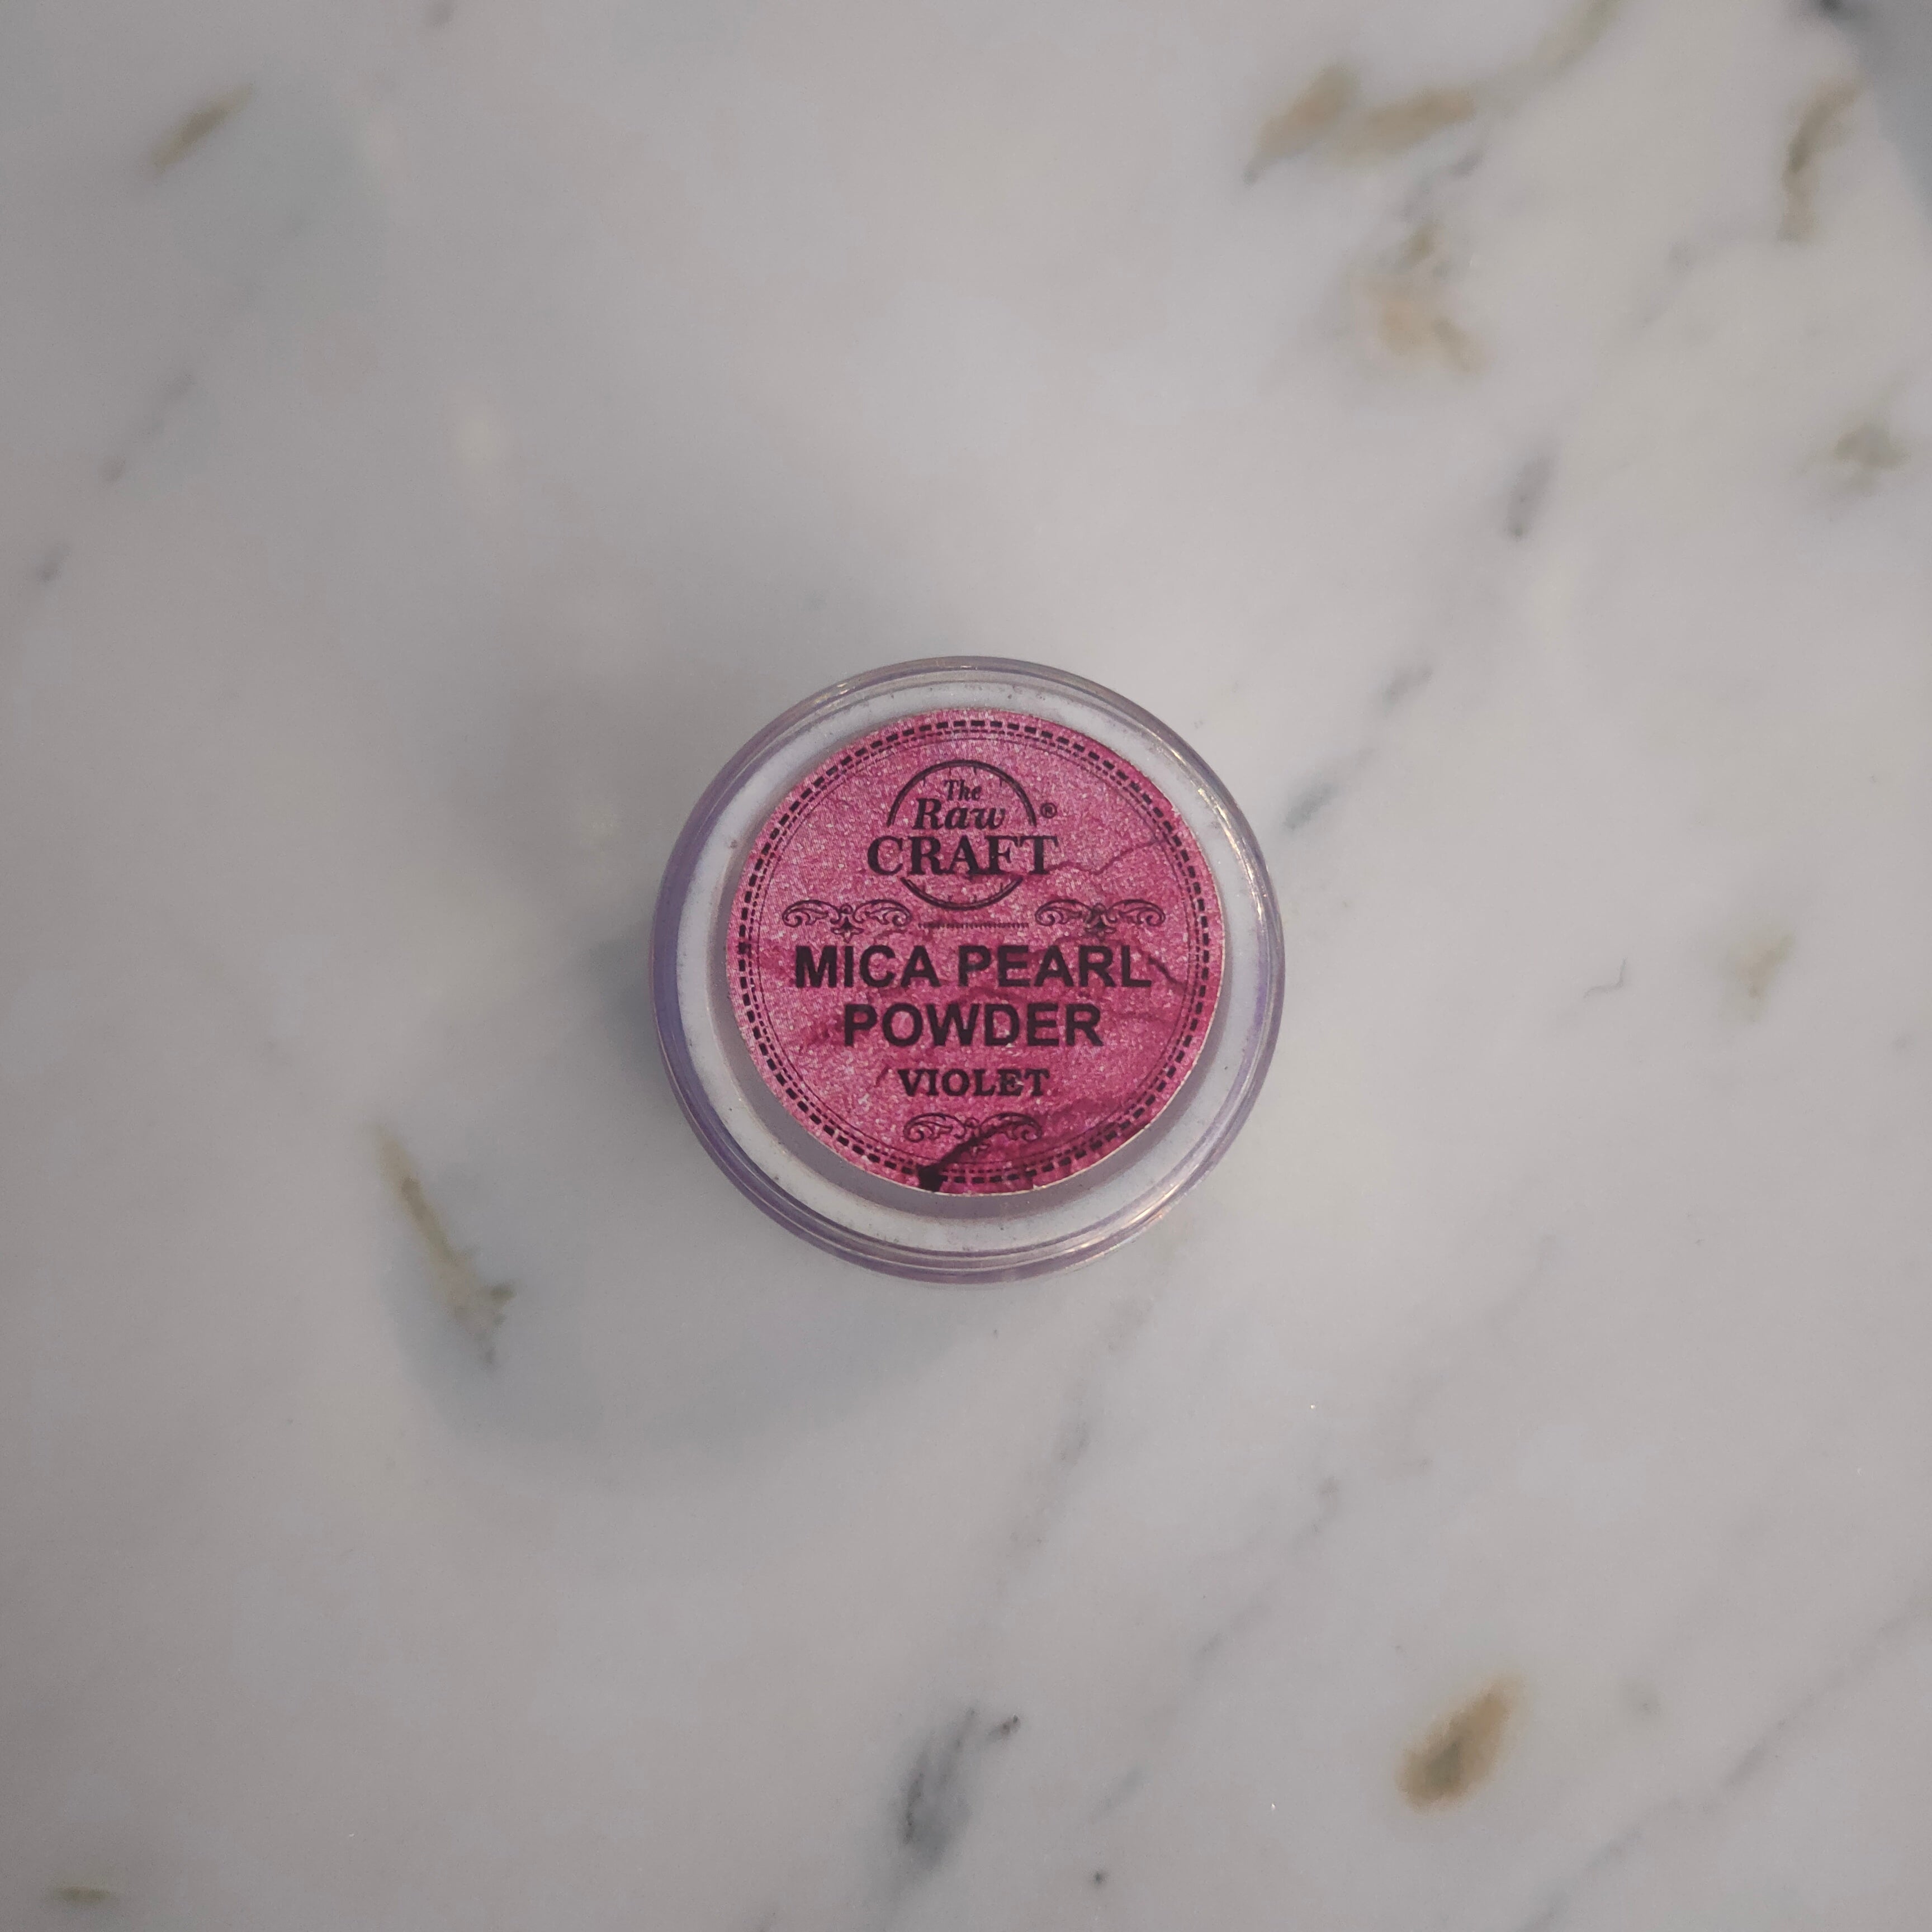 The
Raw ®
CRAFT
MICA PEARL
POWDER
VIOLET